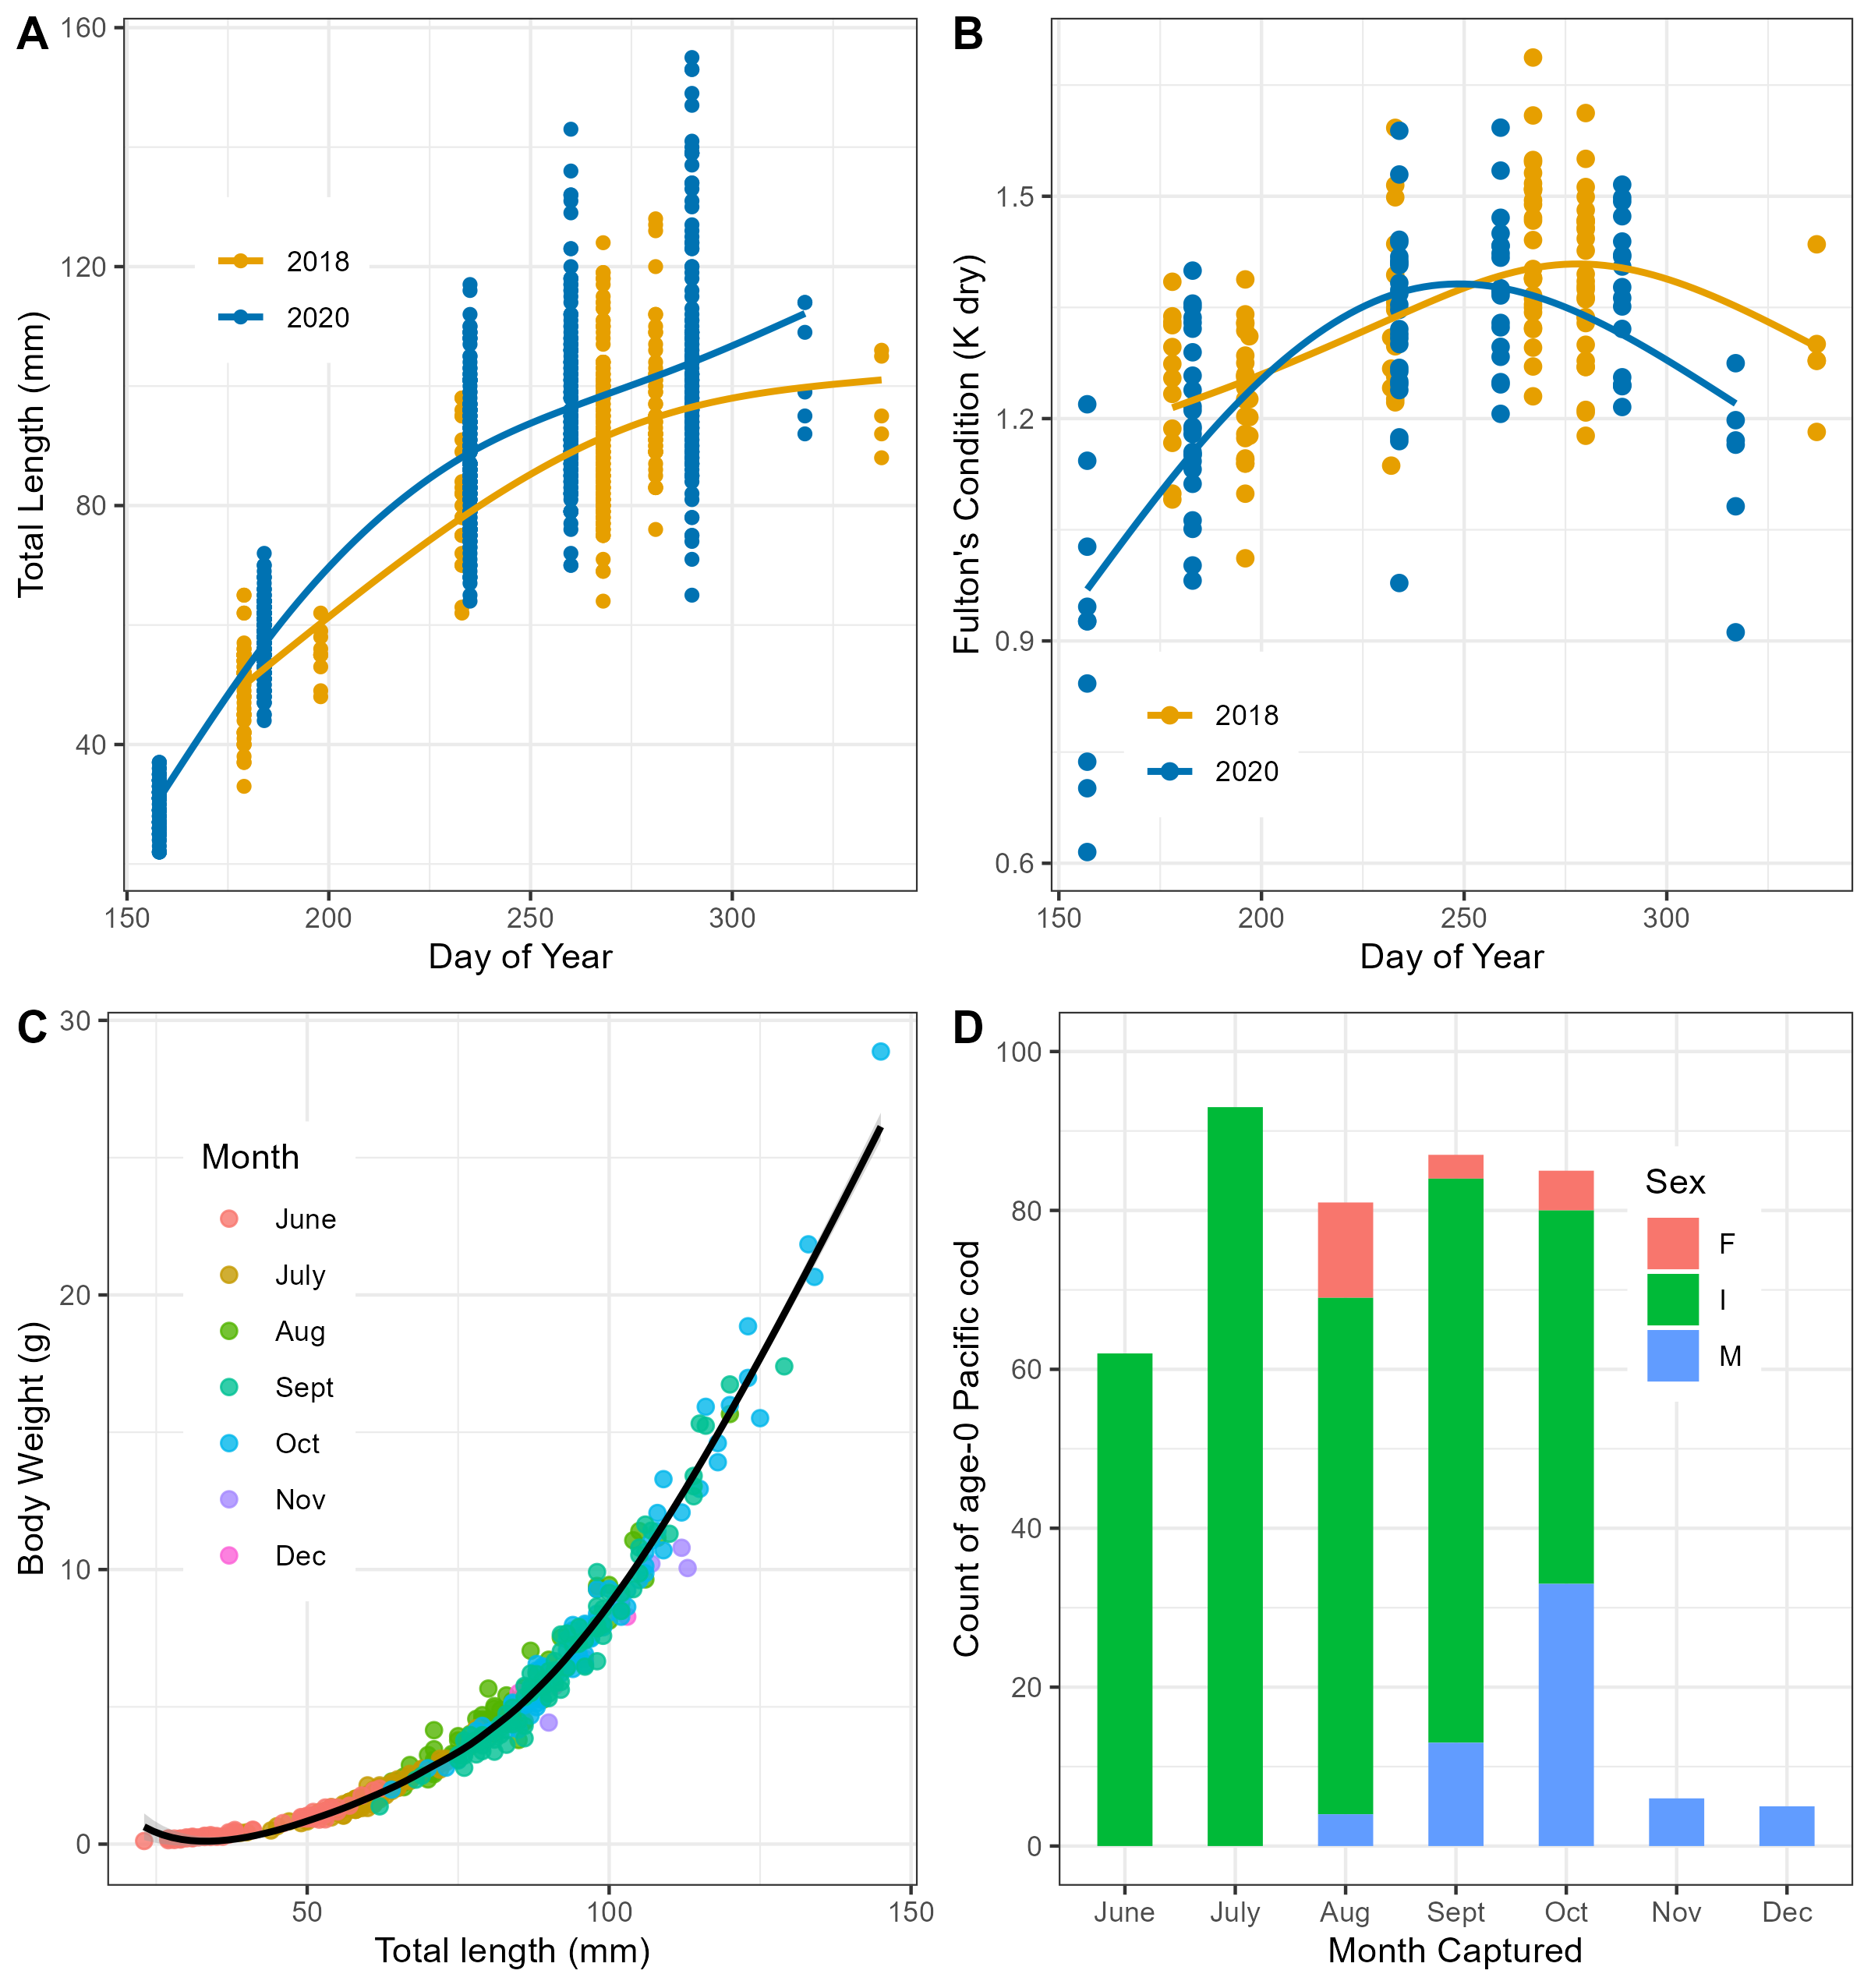 A
160
120
80
40
Total Length (mm)
2018
2020
150 200 250 300
Day of Year
B
1.5
1.2
0.9
0.6
Fulton's Condition (K dry)
2018
2020
150 200 250 300
Day of Year
C
30
20
10
0
Body Weight (g)
Month
June
July
Aug
Sept
Oct
Nov
Dec
50 100 150
Total length (mm)
D
100
80
60
40
20
0
Count of age-0 Pacific cod
Sex
F
I
M
June July Aug Sept Oct Nov Dec
Month Captured